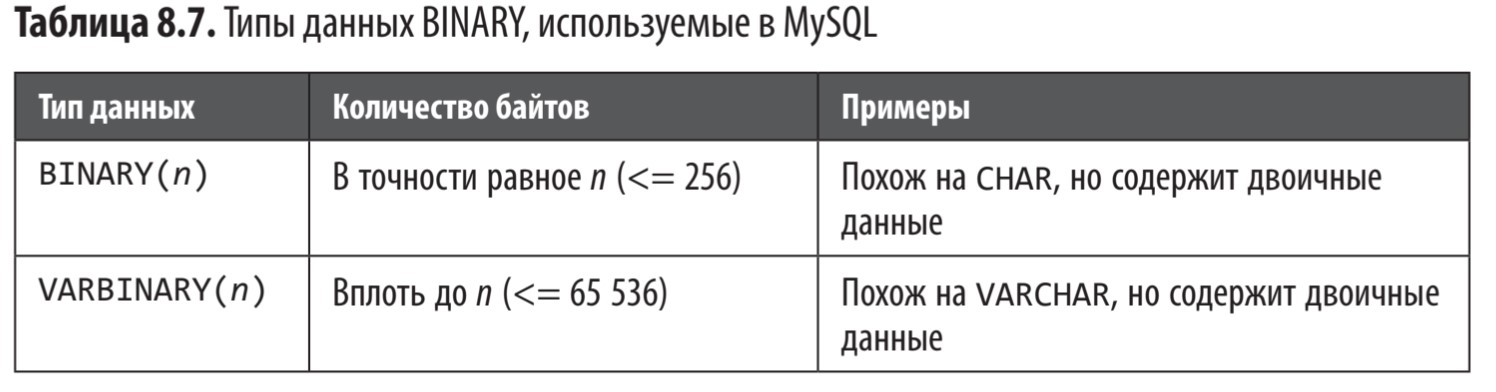 Таблица 8.7. Типы данных BINARY, используемые в MySQL
Тип данных Количество байтов Примеры
BINARY(n) В точности равное n (<= 256) Похож на CHAR, но содержит двоичные
данные
VARBINARY(n) Вплоть до n (<= 65 536) Похож на VARCHAR, но содержит двоичные
данные